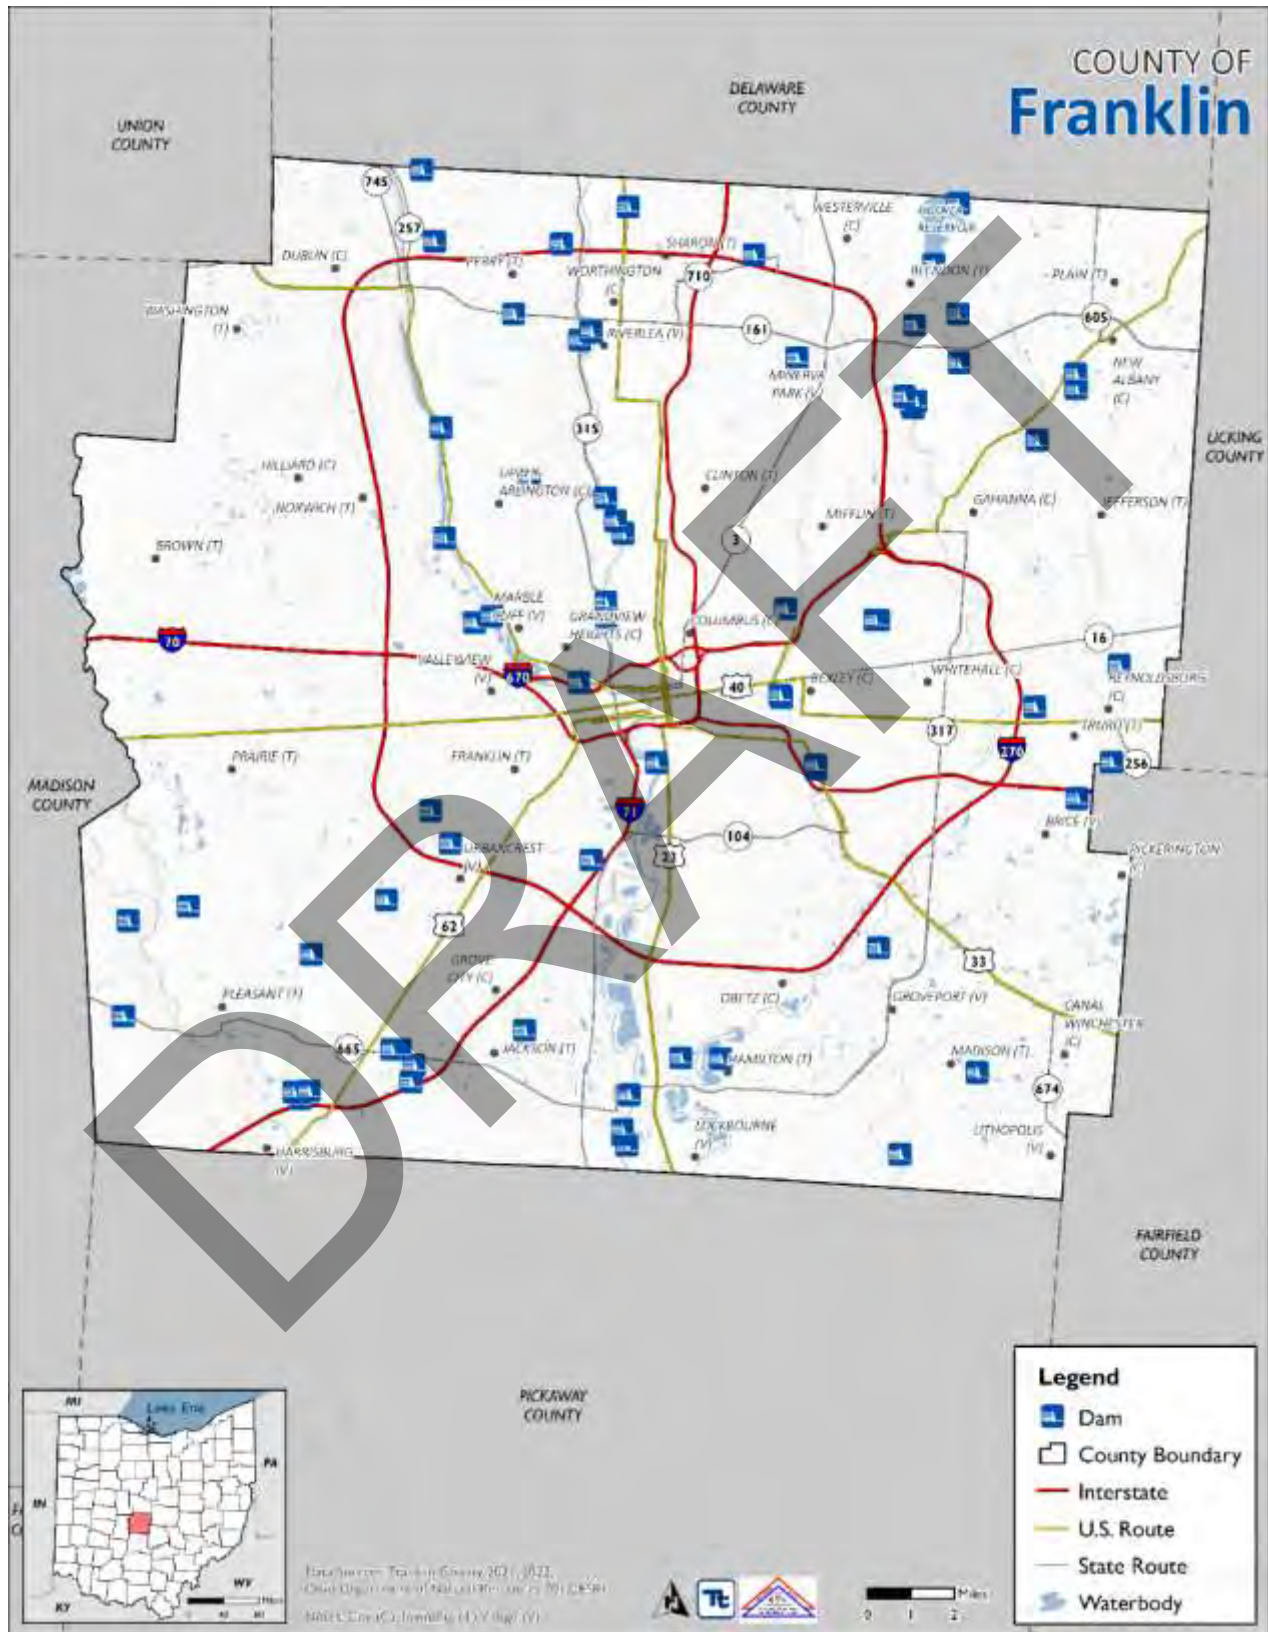 COUNTY OF
Franklin
DELAWARE
COUNTY
UNION
COUNTY
745
257
WESTERVILLE
(C)
RESERVOIR
DUBLIN (C)
PERRY (T)
SHARON (T)
WORTHINGTON
(C)
710
BLENDON (T)
PLAIN (T)
WASHINGTON
(T)
RIVERLEA (V)
161
605
MINERVA
PARK (V)
NEW
ALBANY
(C)
315
LICKING
COUNTY
HILLIARD (C)
NORWICH (T)
UPPER
ARLINGTON (C)
CLINTON (T)
MIFFLIN (T)
GAHANNA (C)
JEFFERSON (T)
BROWN (T)
3
MARBLE
CLIFF (V)
GRANDVIEW
HEIGHTS (C)
COLUMBUS (C)
16
70
VALLEYVIEW
(V)
670
40
BEXLEY (C)
WHITEHALL (C)
REYNOLDSBURG
(C)
317
TRURO (T)
270
256
PRAIRIE (T)
FRANKLIN (T)
MADISON
COUNTY
71
104
BRICE (V)
URBANCREST
(V)
23
PICKERINGTON
62
GROVE
CITY (C)
33
PLEASANT (T)
OBETZ (C)
GROVEPORT (V)
CANAL
WINCHESTER
(C)
665
JACKSON (T)
HAMILTON (T)
MADISON (T)
674
LOCKBOURNE
(V)
LITHOPOLIS
(V)
HARRISBURG
(V)
DRAFT
FAIRFIELD
COUNTY
PICKAWAY
COUNTY
MI
Lake Erie
PA
IN
WV
KY
N
Tt
Miles
0 1 2
Legend
Dam
County Boundary
Interstate
U.S. Route
State Route
Waterbody